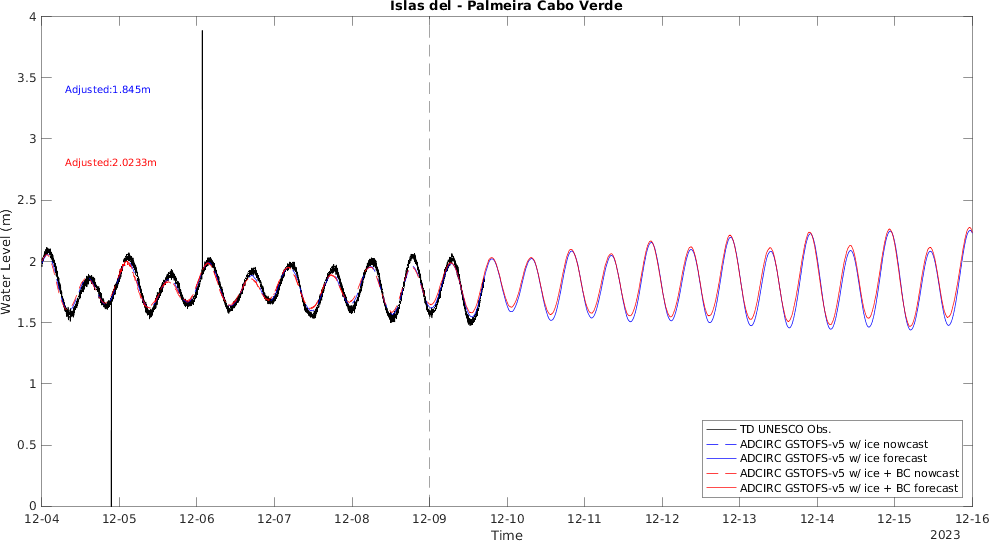 Islas del - Palmeira Cabo Verde
4
3.5
3
2.5
2
1.5
1
0.5
0
Water Level (m)
Adjusted:1.845m
Adjusted:2.0233m
TD UNESCO Obs.
ADCIRC GSTOFS-v5 w/ ice nowcast
ADCIRC GSTOFS-v5 w/ ice forecast
ADCIRC GSTOFS-v5 w/ ice + BC nowcast
ADCIRC GSTOFS-v5 w/ ice + BC forecast
12-04 12-05 12-06 12-07 12-08 12-09 12-10 12-11 12-12 12-13 12-14 12-15 12-16
Time
2023